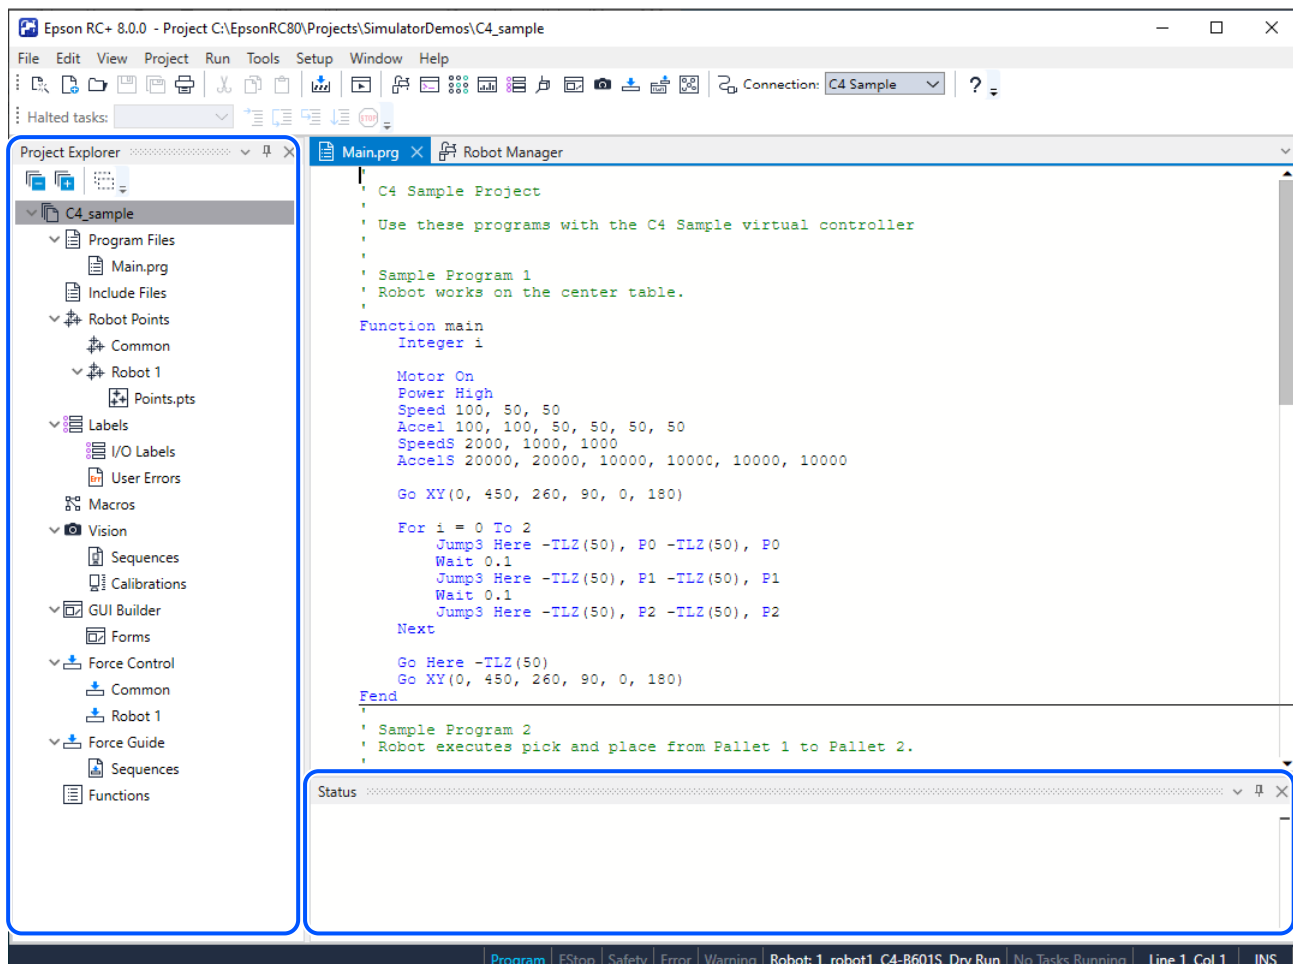 Epson RC+ 8.0.0 - Project C:\EpsonRC80\Projects\SimulatorDemos\C4_sample
File Edit View Project Run Tools Setup Window Help
Connection: C4 Sample ?
Halted tasks: STOP
Project Explorer
C4_sample
Program Files
Main.prg
Include Files
Robot Points
Common
Robot 1
Points.pts
Labels
I/O Labels
Err User Errors
Macros
Vision
Sequences
Calibrations
GUI Builder
Forms
Force Control
Common
Robot 1
Force Guide
Sequences
Functions
Main.prg Robot Manager
'
' C4 Sample Project
'
' Use these programs with the C4 Sample virtual controller
'
'
' Sample Program 1
' Robot works on the center table.
'
Function main
Integer i
Motor On
Power High
Speed 100, 50, 50
Accel 100, 100, 50, 50, 50, 50
SpeedS 2000, 1000, 1000
AccelS 20000, 20000, 10000, 10000, 10000, 10000
Go XY(0, 450, 260, 90, 0, 180)
For i = 0 To 2
Jump3 Here -TLZ(50), P0 -TLZ(50), P0
Wait 0.1
Jump3 Here -TLZ(50), P1 -TLZ(50), P1
Wait 0.1
Jump3 Here -TLZ(50), P2 -TLZ(50), P2
Next
Go Here -TLZ(50)
Go XY(0, 450, 260, 90, 0, 180)
Fend
'
' Sample Program 2
' Robot executes pick and place from Pallet 1 to Pallet 2.
'
Status
Program EStop Safety Error Warning Robot: 1, robot1, C4-B601S, Dry Run No Tasks Running Line 1, Col 1 INS